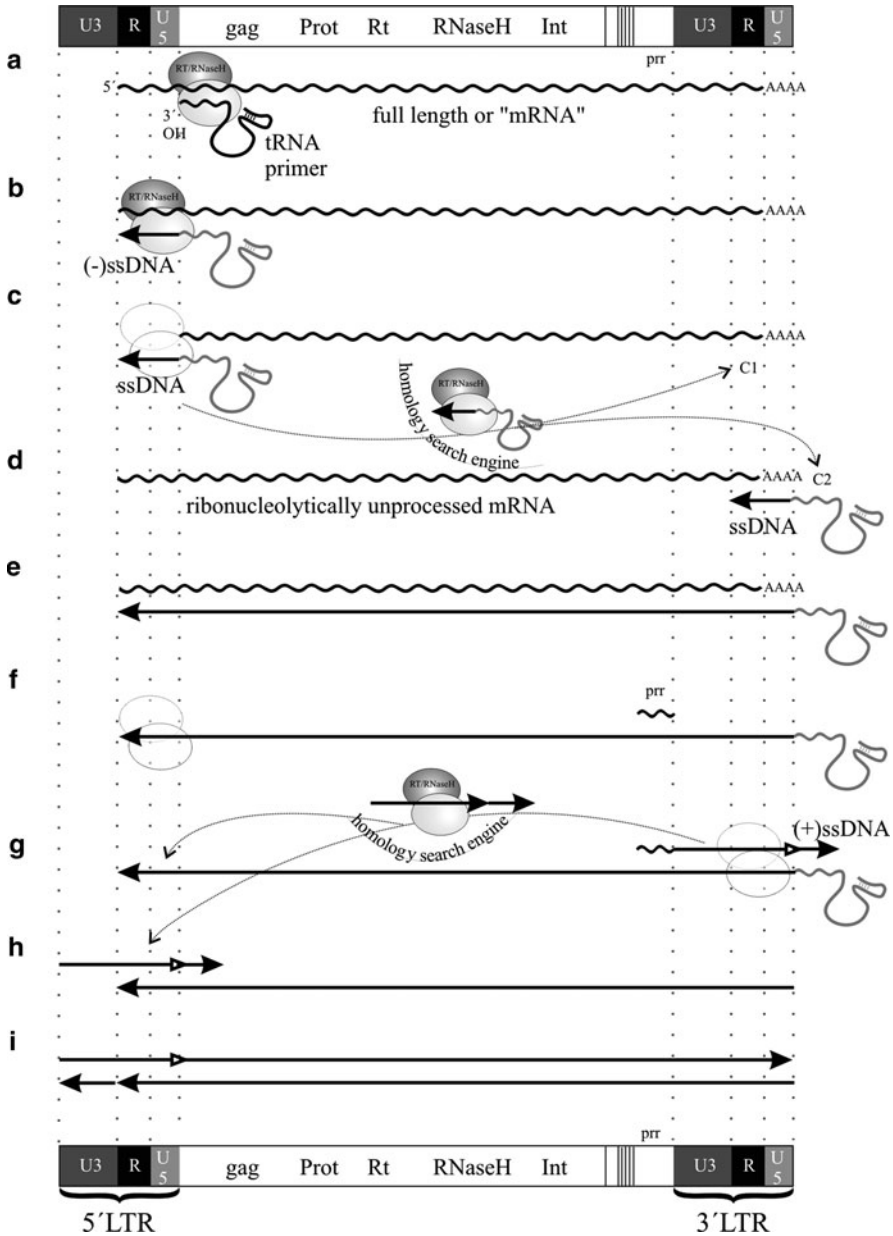 U3 R U5 gag Prot Rt RNaseH Int U3 R U5
prr
a
RT/RNaseH
5´ AAAA
3´
OH
full length or "mRNA"
tRNA
primer
b
RT/RNaseH
AAAA
(-)ssDNA
c
AAAA
ssDNA
RT/RNaseH
C1
homology search engine
d
AAAA C2
ribonucleolytically unprocessed mRNA
ssDNA
e
AAAA
f
prr
RT/RNaseH
homology search engine
(+)ssDNA
g
h
i
prr
U3 R U5 gag Prot Rt RNaseH Int U3 R U5
5´LTR 3´LTR